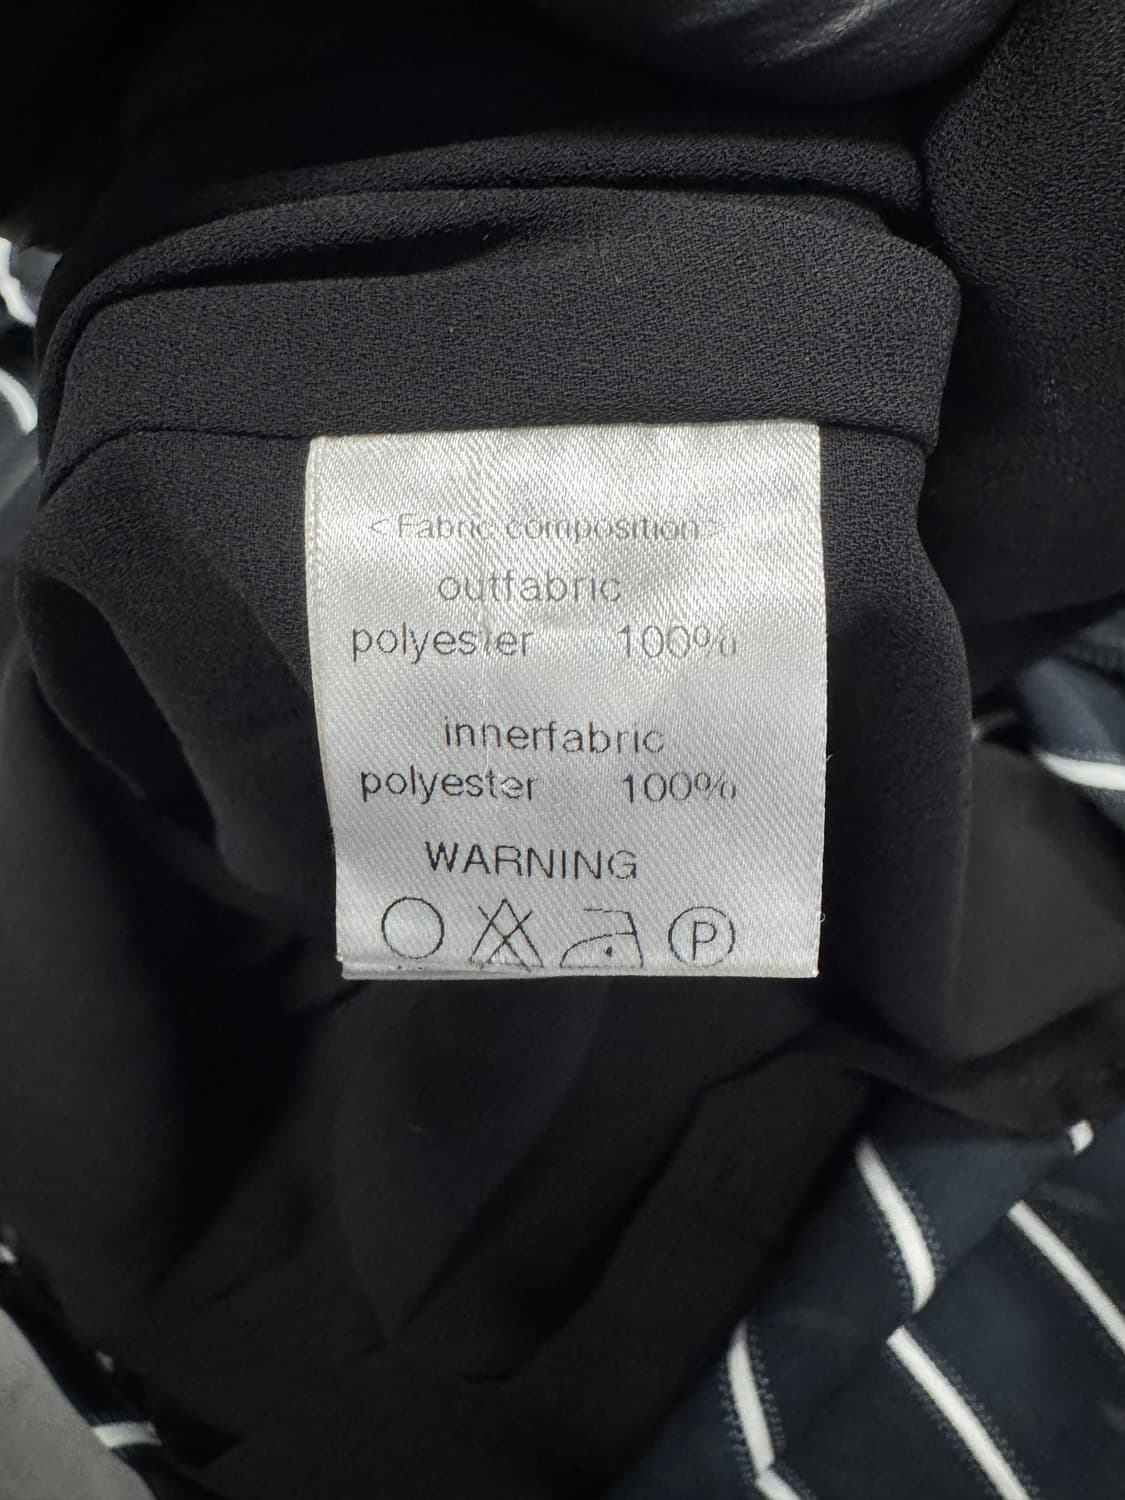 < Fabric composition >
outfabric
polyester 100%
innerfabric
polyester 100%
WARNING
P